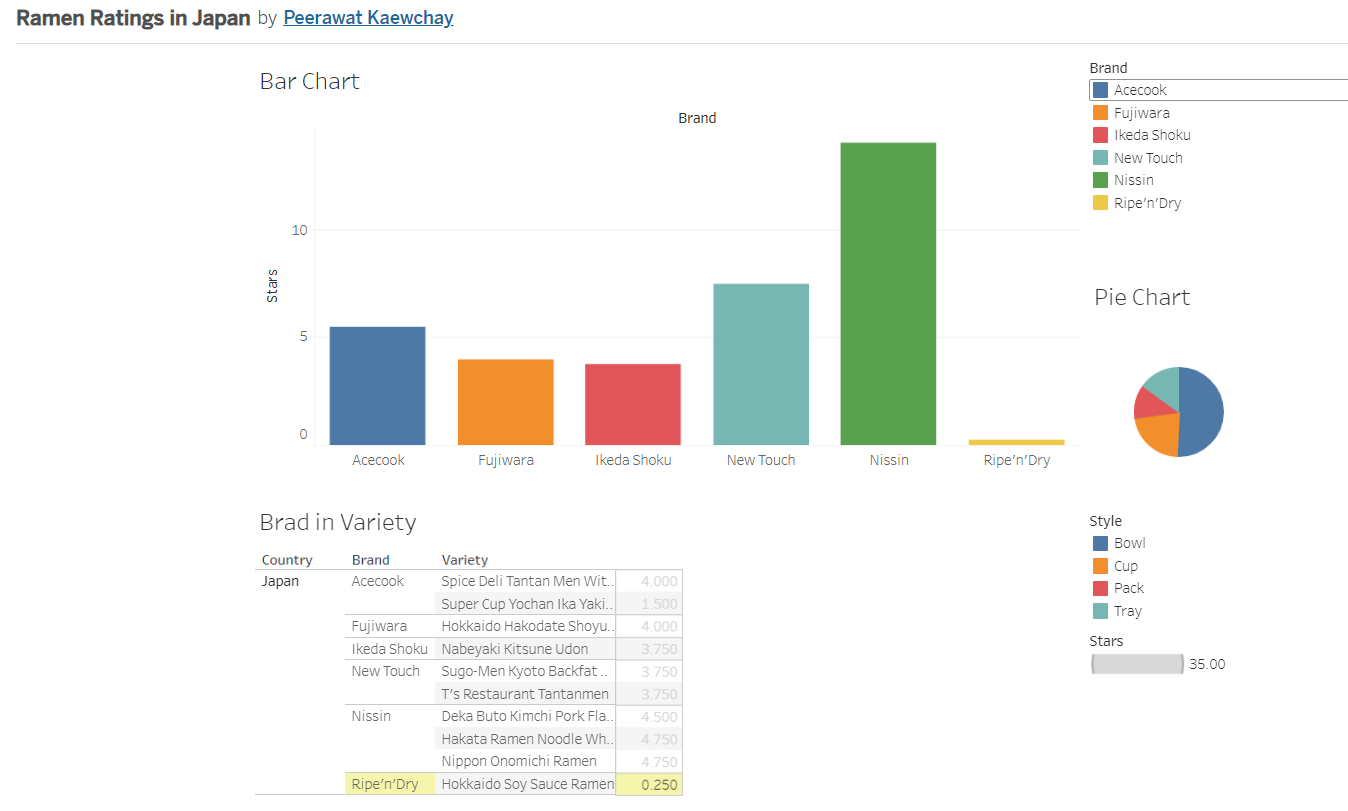 Ramen Ratings in Japan by Peerawat Kaewchay
Bar Chart
Brand
Stars
10
5
0
Acecook Fujiwara Ikeda Shoku New Touch Nissin Ripe'n'Dry
Brand
Acecook
Fujiwara
Ikeda Shoku
New Touch
Nissin
Ripe'n'Dry
Pie Chart
Brad in Variety
Country Brand Variety
Japan Acecook Spice Deli Tantan Men Wit.. 4.000
Super Cup Yochan Ika Yaki.. 1.500
Fujiwara Hokkaido Hakodate Shoyu.. 4.000
Ikeda Shoku Nabeyaki Kitsune Udon 3.750
New Touch Sugo-Men Kyoto Backfat .. 3.750
T's Restaurant Tantanmen 3.750
Nissin Deka Buto Kimchi Pork Fla.. 4.500
Hakata Ramen Noodle Wh.. 4.750
Nippon Onomichi Ramen 4.750
Ripe'n'Dry Hokkaido Soy Sauce Ramen 0.250
Style
Bowl
Cup
Pack
Tray
Stars
35.00